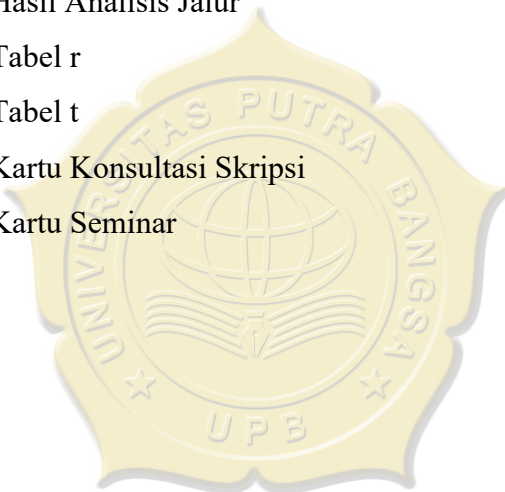 Hasil Analisis Jalur
Tabel r
Tabel t
Kartu Konsultasi Skripsi
Kartu Seminar
UNIVERSITAS PUTRA BANGSA
UPB